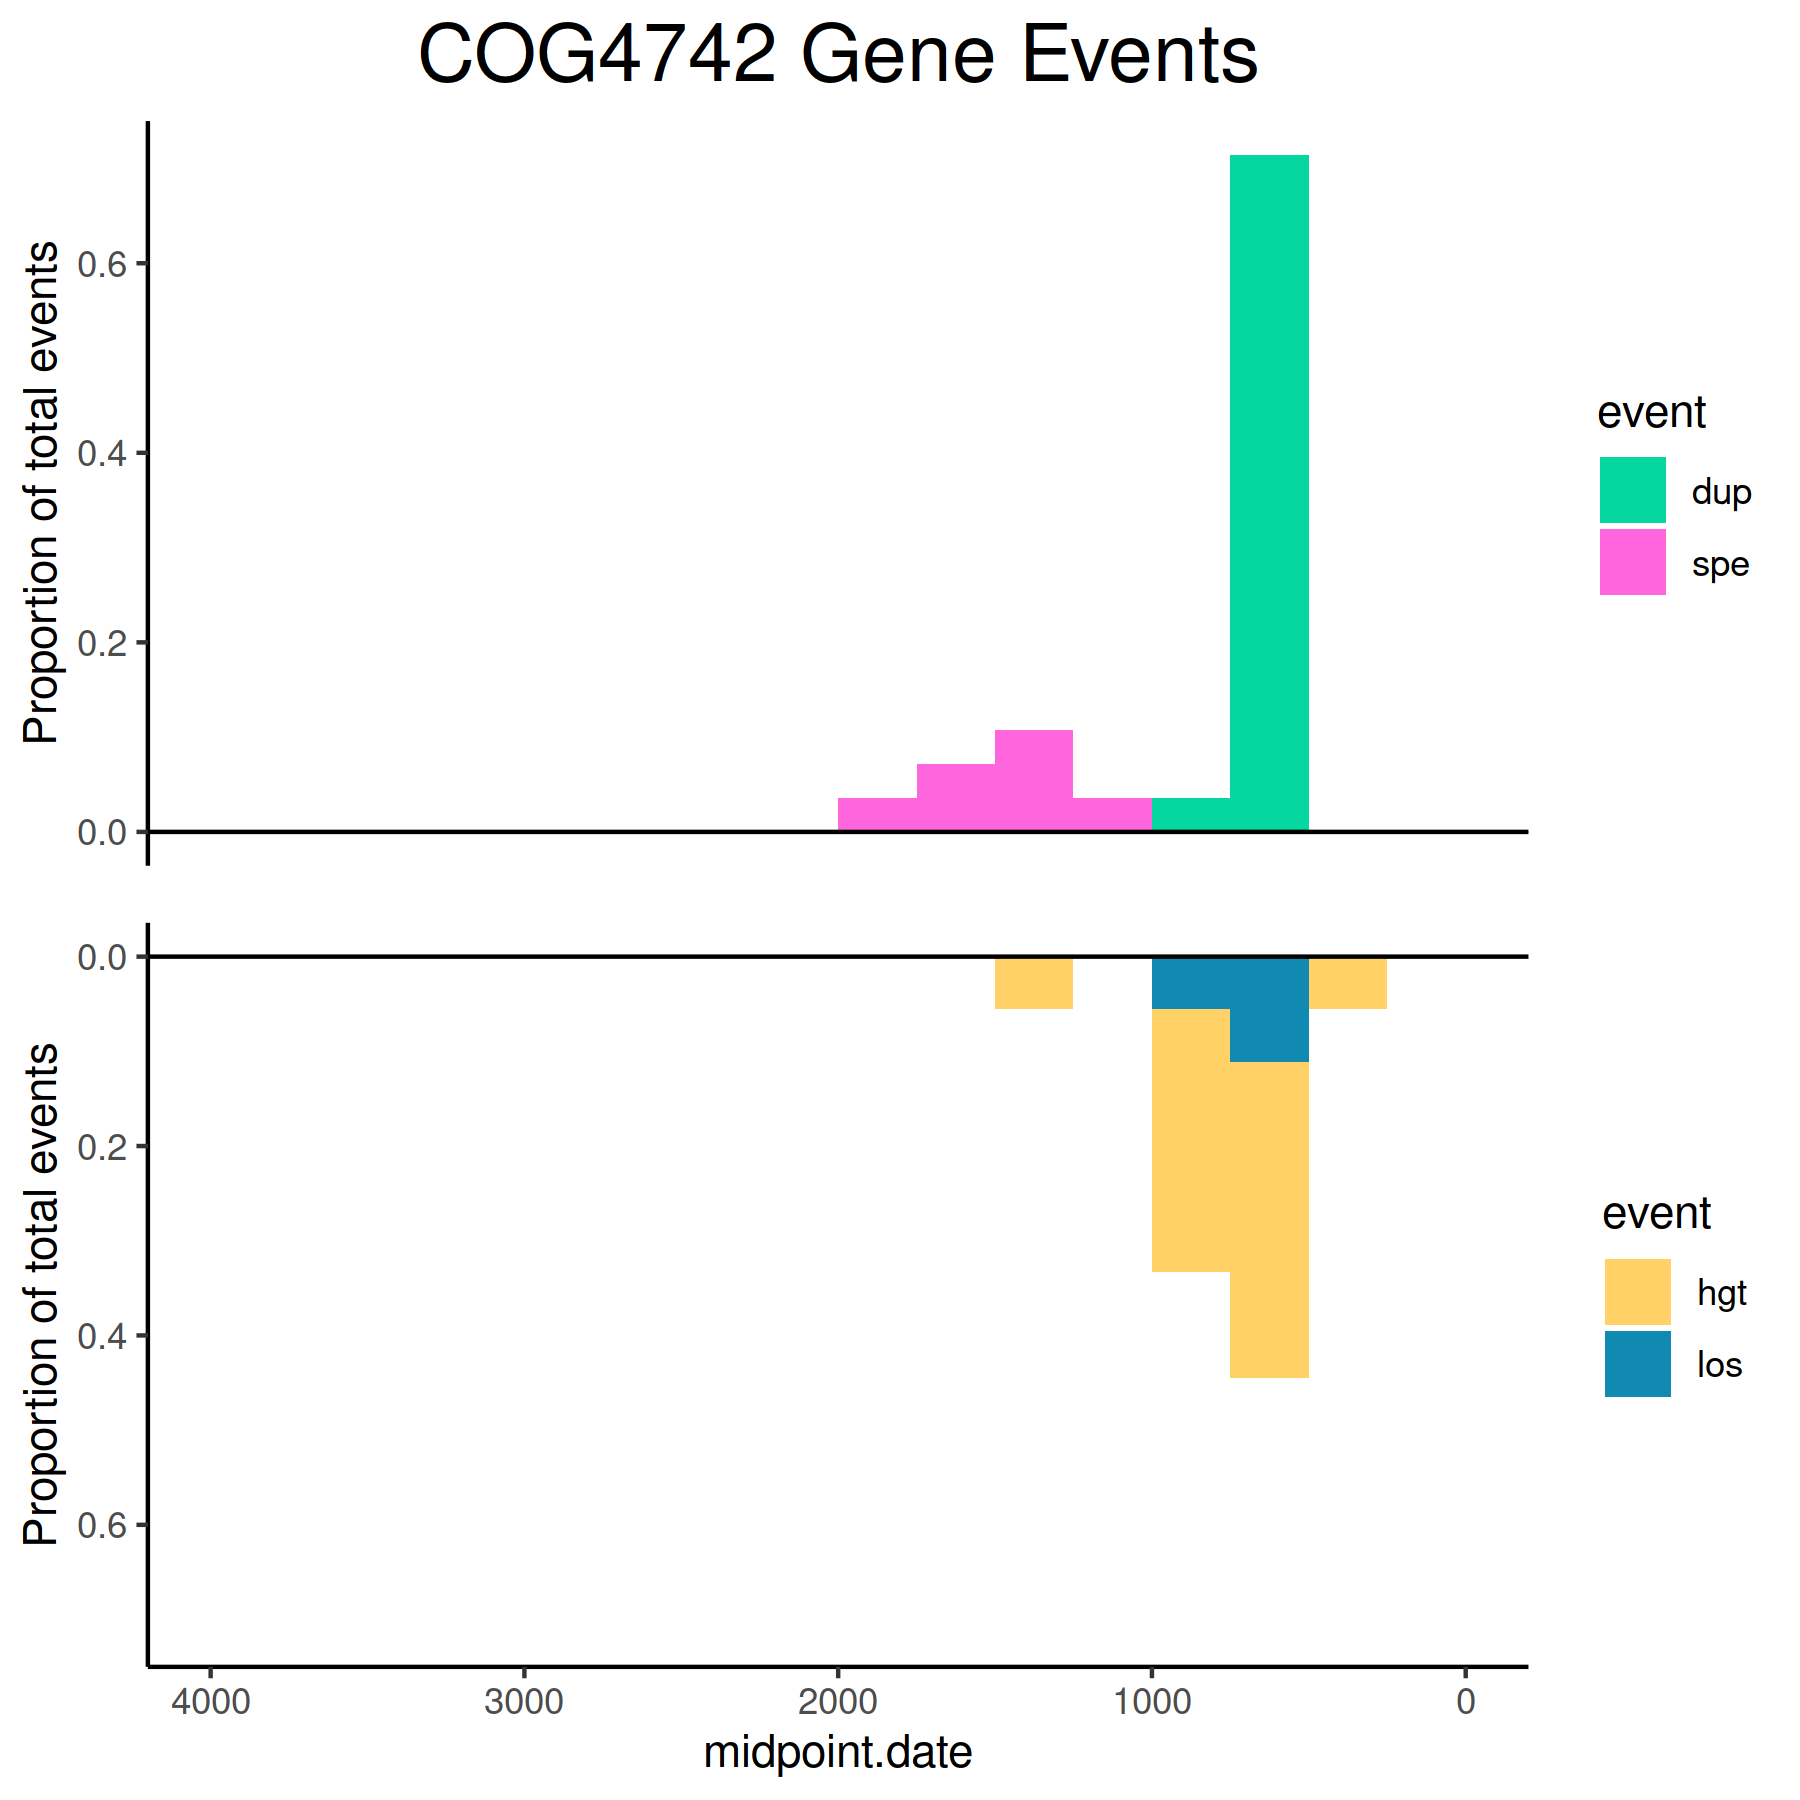 COG4742 Gene Events
Proportion of total events
0.6
0.4
0.2
0.0
event
dup
spe
Proportion of total events
0.0
0.2
0.4
0.6
event
hgt
los
4000 3000 2000 1000 0
midpoint.date